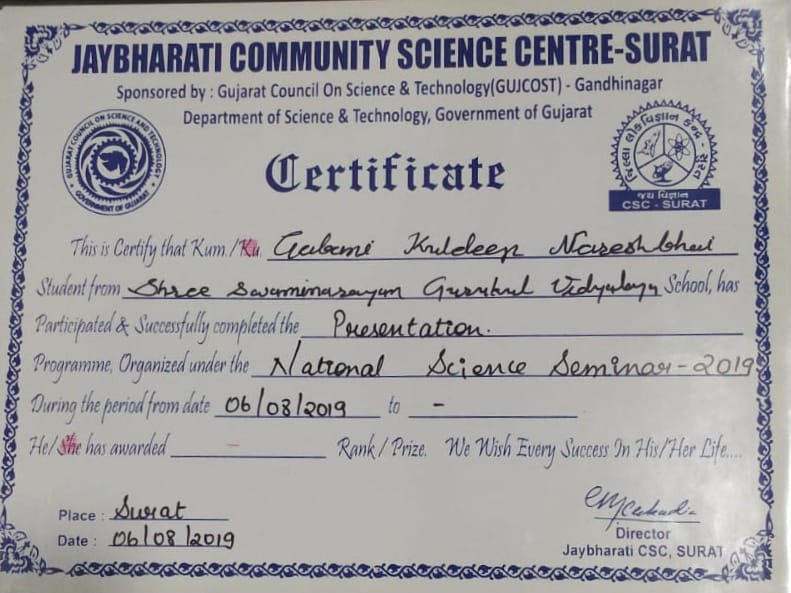 JAYBHARATI COMMUNITY SCIENCE CENTRE-SURAT
Sponsored by : Gujarat Council On Science & Technology(GUJCOST) - Gandhinagar
Department of Science & Technology, Government of Gujarat
GUJARAT COUNCIL ON SCIENCE AND TECHNOLOGY
GOVERNMENT OF GUJARAT
જિલ્લા લોક વિજ્ઞાન કેન્દ્ર - સુરત
જય વિજ્ઞાન
CSC - SURAT
Certificate
This is Certify that Kum./Ku. Gabani Kuldeep Nareshbhai
Student from Shree Swaminarayan Gurukul Vidyalaya School, has
Participated & Successfully completed the Presentation.
Programme, Organized under the National Science Seminar-2019
During the period from date 06/08/2019 to -
He/She has awarded - Rank / Prize. We Wish Every Success In His/Her Life....
Place : Surat
Date : 06/08/2019
Director
Jaybharati CSC, SURAT